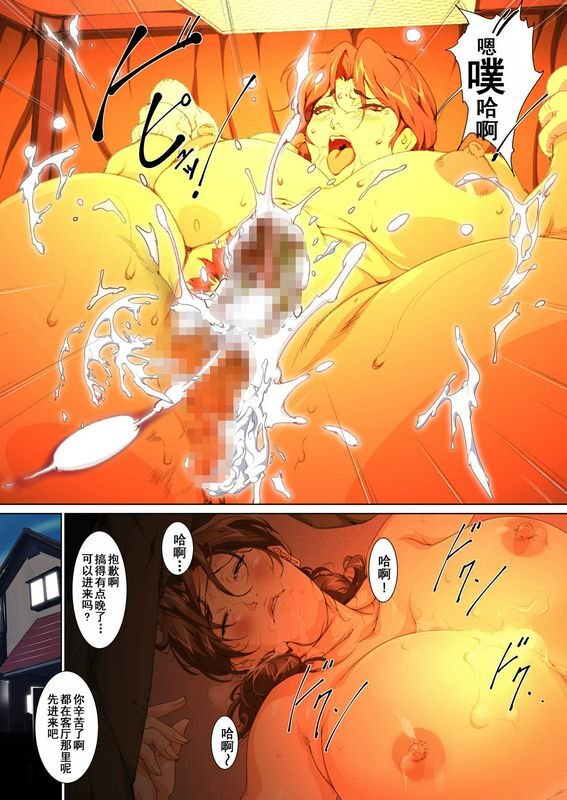 嗯
噗
哈啊
！
ドド
ピ
ュッ
！
哈啊！
哈啊…
ドクン
ドクン
哈啊～
抱歉啊
搞得有点晚了…
可以进来吗？
你辛苦了啊
都在客厅那里呢
先进来吧